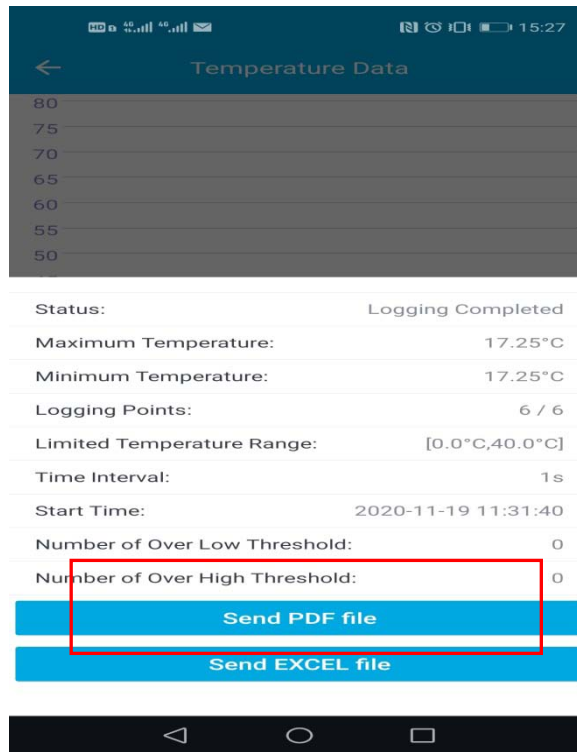 HD 46 46 15:27
Temperature Data
80
75
70
65
60
55
50
Status: Logging Completed
Maximum Temperature: 17.25°C
Minimum Temperature: 17.25°C
Logging Points: 6 / 6
Limited Temperature Range: [0.0°C,40.0°C]
Time Interval: 1s
Start Time: 2020-11-19 11:31:40
Number of Over Low Threshold: 0
Number of Over High Threshold: 0
Send PDF file
Send EXCEL file